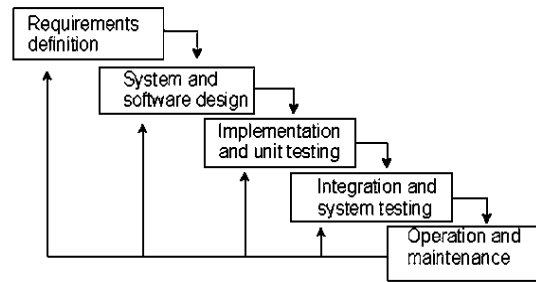 Requirements
definition
System and
software design
Implementation
and unit testing
Integration and
system testing
Operation and
maintenance